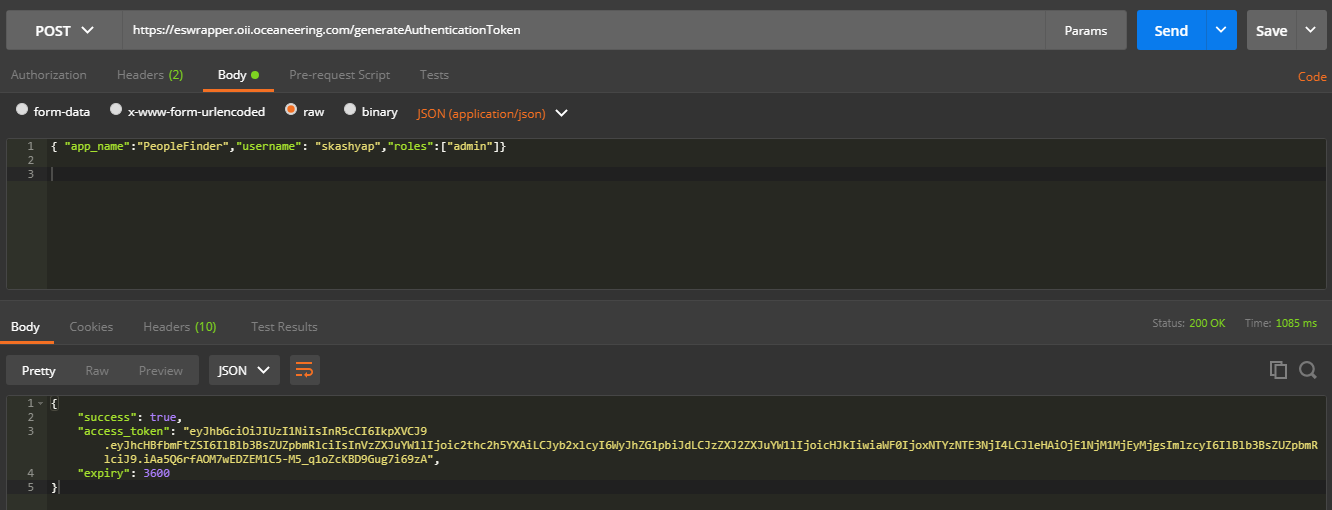 POST https://eswrapper.oii.oceaneering.com/generateAuthenticationToken Params Send Save
Authorization Headers (2) Body Pre-request Script Tests Code
form-data x-www-form-urlencoded raw binary JSON (application/json)
1 { "app_name":"PeopleFinder","username": "skashyap","roles":["admin"]}
2
3
Body Cookies Headers (10) Test Results Status: 200 OK Time: 1085 ms
Pretty Raw Preview JSON
1 {
2 "success": true,
3 "access_token": "eyJhbGciOiJIUzI1NiIsInR5cCI6IkpXVCJ9
.eyJhcHBfbmFtZSI6IlBlb3BsZUZpbmRlciIsInVzZXJuYW1lIjoic2thc2h5YXAiLCJyb2xlcyI6WyJhZG1pbiJdLCJzZXJ2ZXJuYW1lIjoicHJkIiwiaWF0IjoxNTYzNTE3NjI4LCJleHAiOjE1NjM1MjEyMjgsImlzcyI6IlBlb3BsZUZpbmR
lciJ9.iAa5Q6rfAOM7wEDZEM1C5-M5_q1oZcKBD9Gug7i69zA",
4 "expiry": 3600
5 }